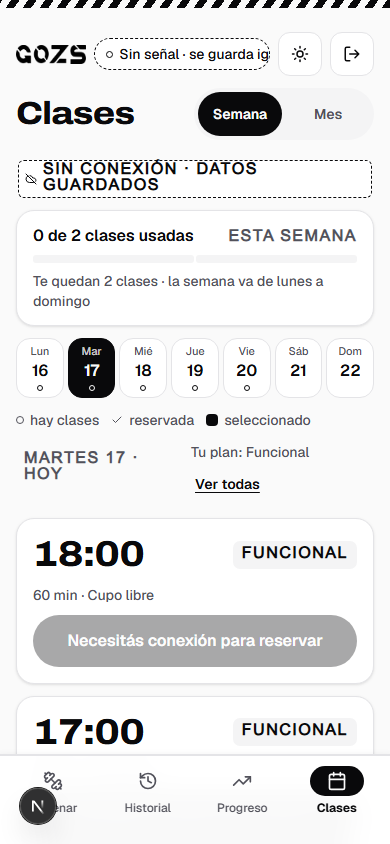 GOZS
Sin señal · se guarda ig
Clases
Semana
Mes
SIN CONEXIÓN · DATOS
GUARDADOS
0 de 2 clases usadas
ESTA SEMANA
Te quedan 2 clases · la semana va de lunes a
domingo
Lun Mar Mié Jue Vie Sáb Dom
16 17 18 19 20 21 22
hay clases reservada seleccionado
MARTES 17 ·
HOY
Tu plan: Funcional
Ver todas
18:00
FUNCIONAL
60 min · Cupo libre
Necesitás conexión para reservar
17:00
FUNCIONAL
N
enar
Historial
Progreso
Clases